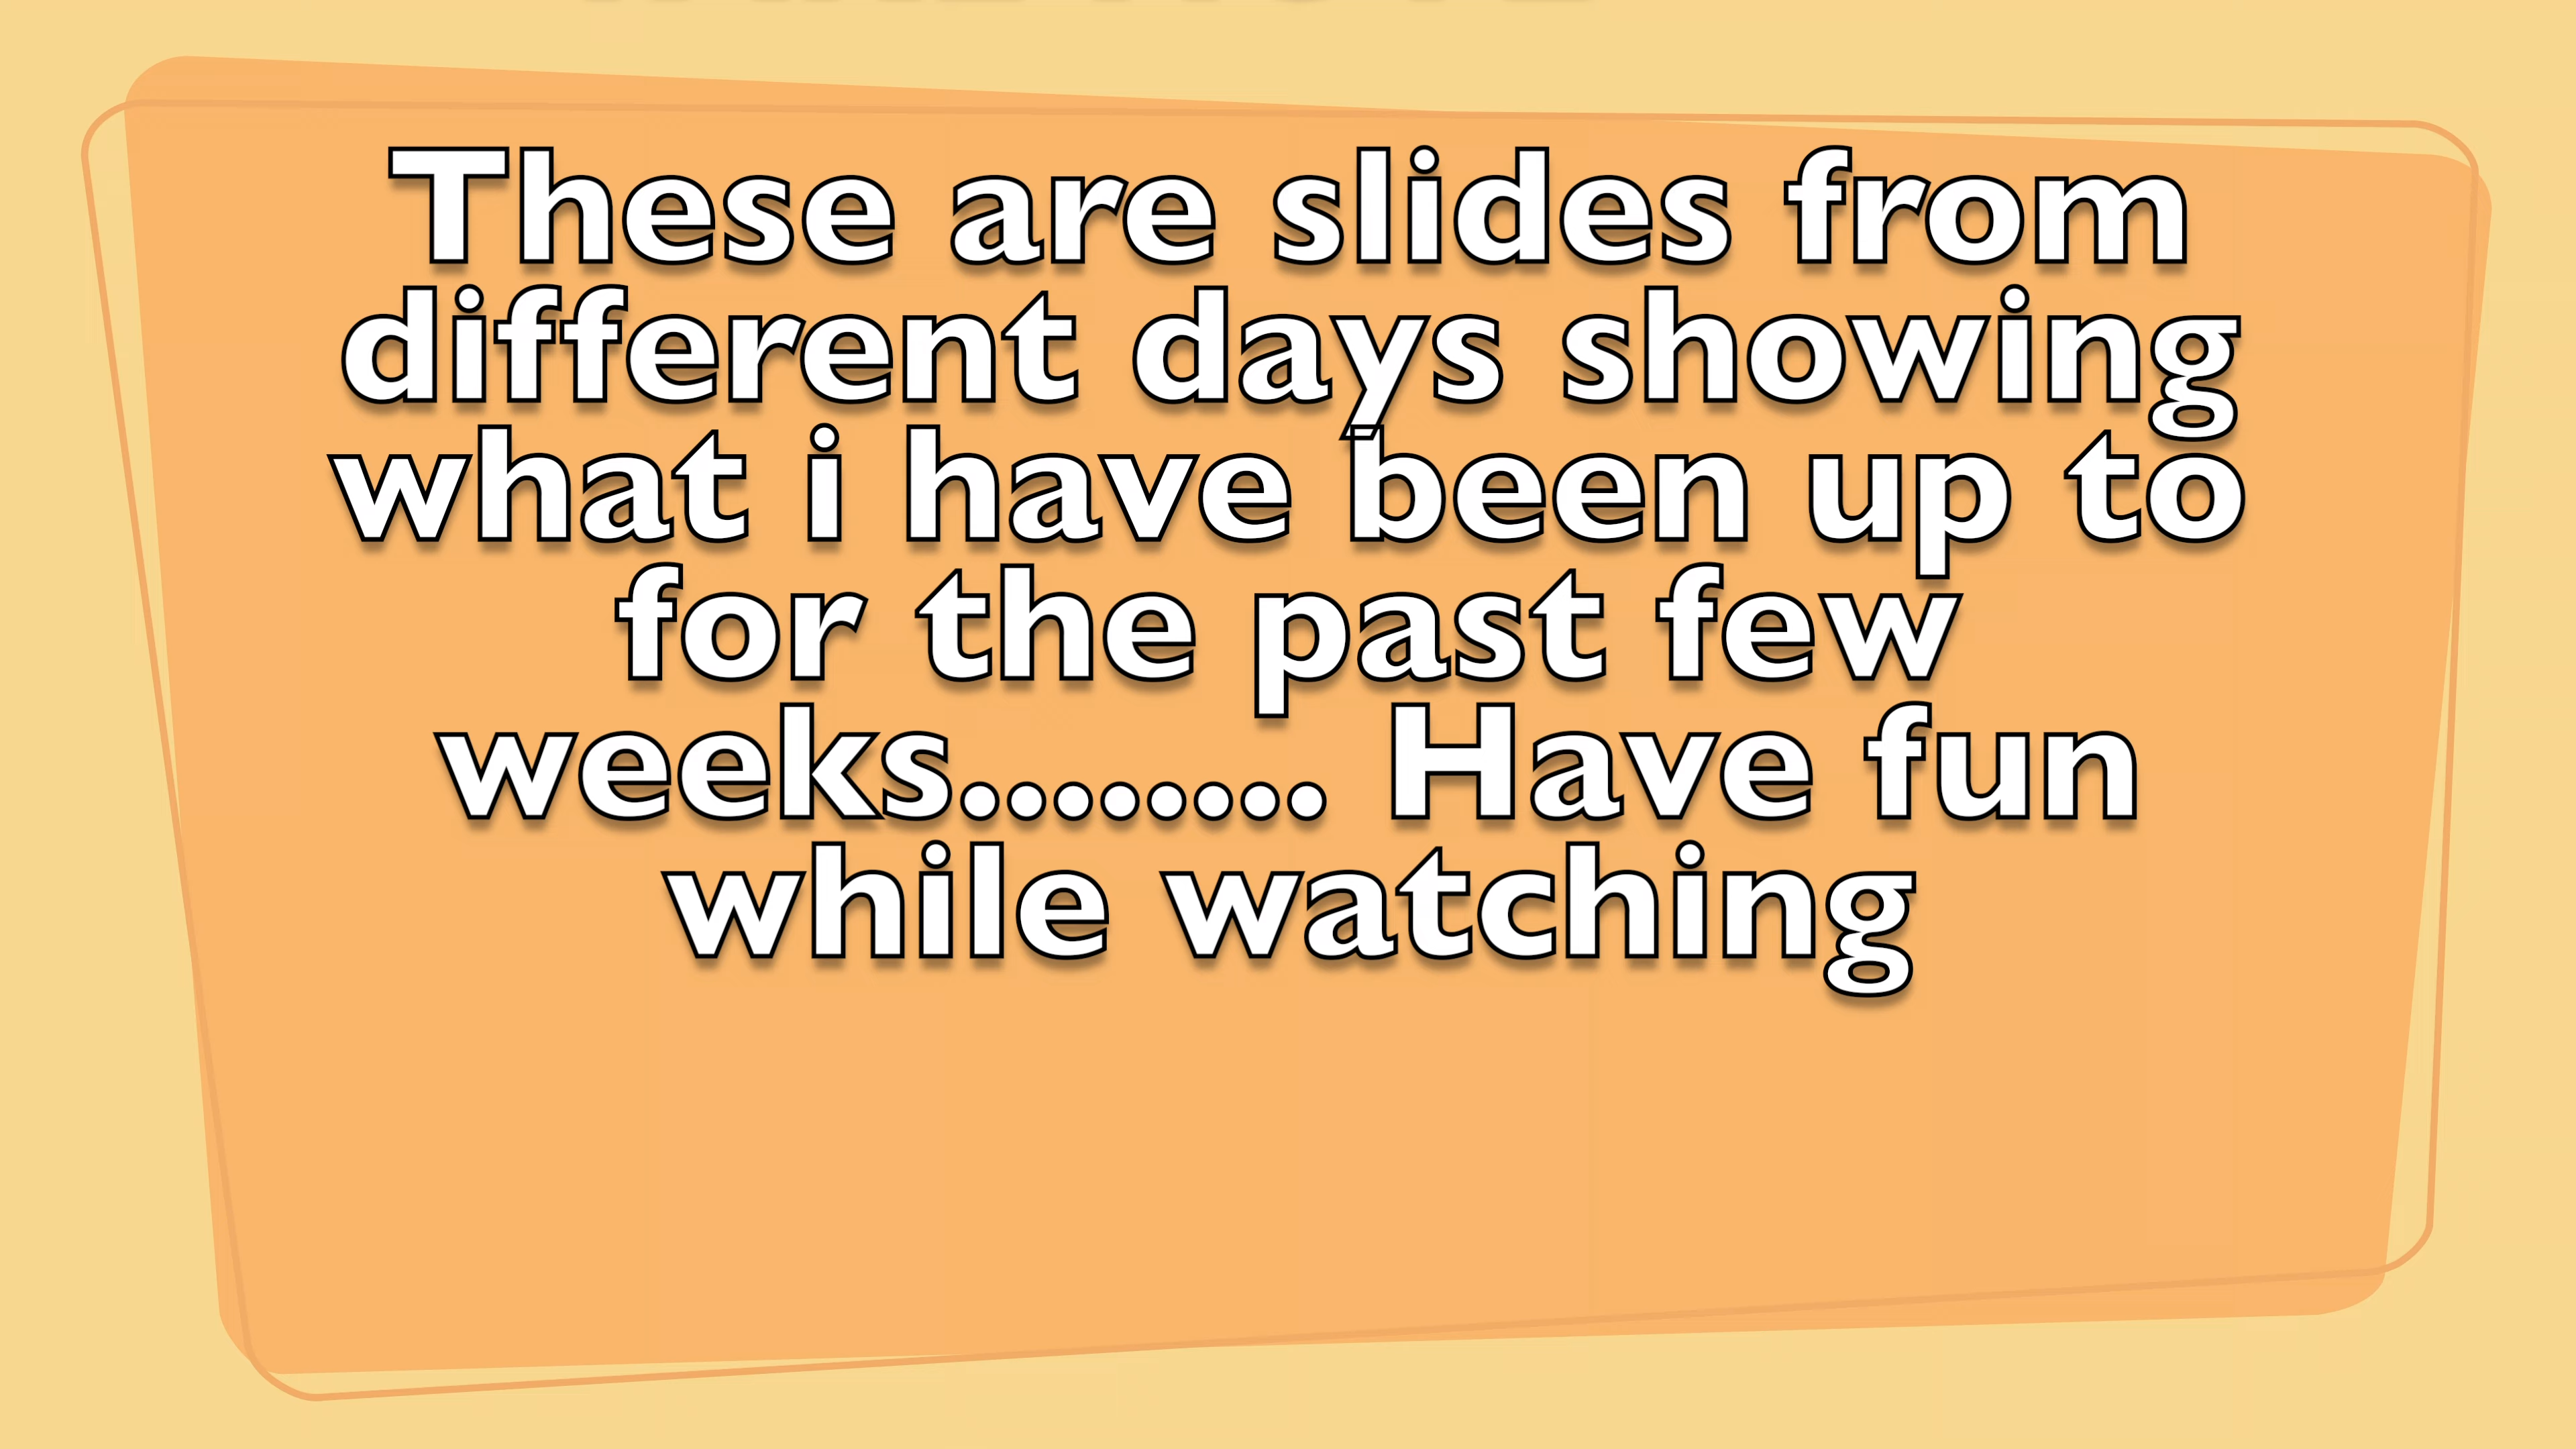 These are slides from
different days showing
what i have been up to
for the past few
weeks........ Have fun
while watching